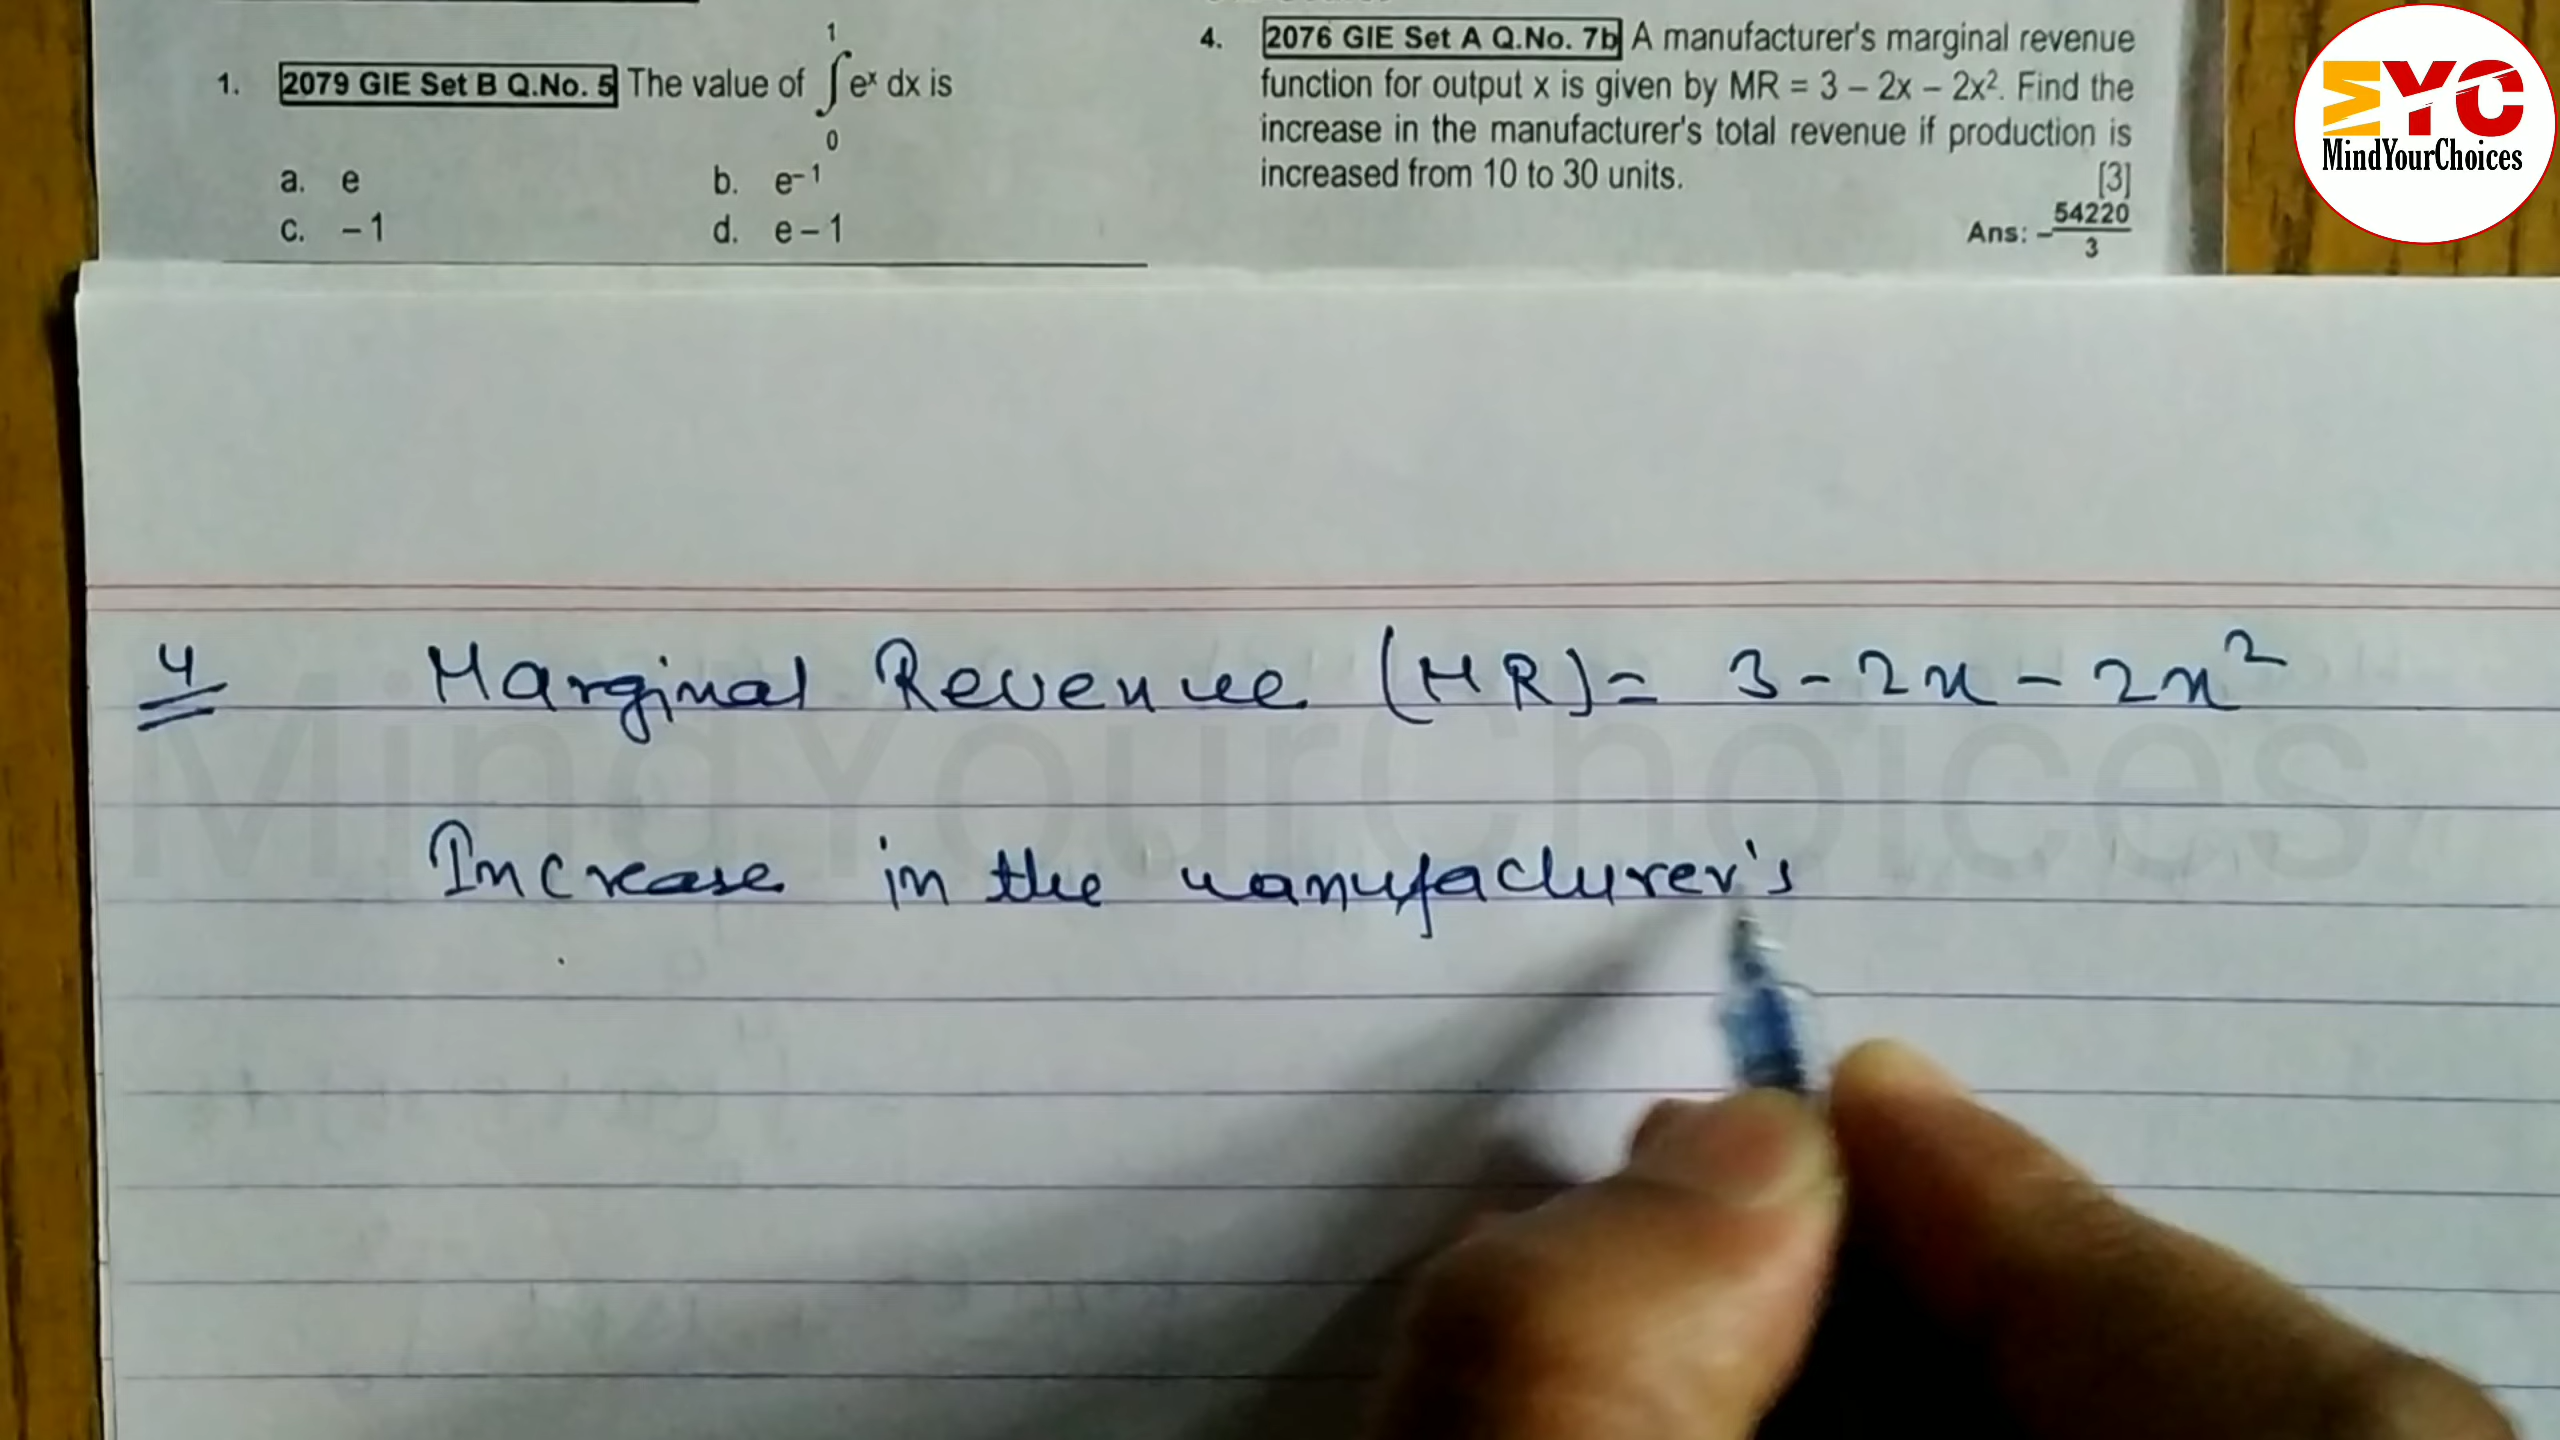 1. 2079 GIE Set B Q.No. 5 The value of ∫₀¹ eˣ dx is
a. e b. e⁻¹
c. – 1 d. e – 1
4. 2076 GIE Set A Q.No. 7b A manufacturer's marginal revenue
function for output x is given by MR = 3 – 2x – 2x². Find the
increase in the manufacturer's total revenue if production is
increased from 10 to 30 units. [3]
Ans: –54220/3
MYC
MindYourChoices
4 Marginal Revenue (MR) = 3 - 2x - 2x²
MindYourChoices
Increase in the manufacturer's